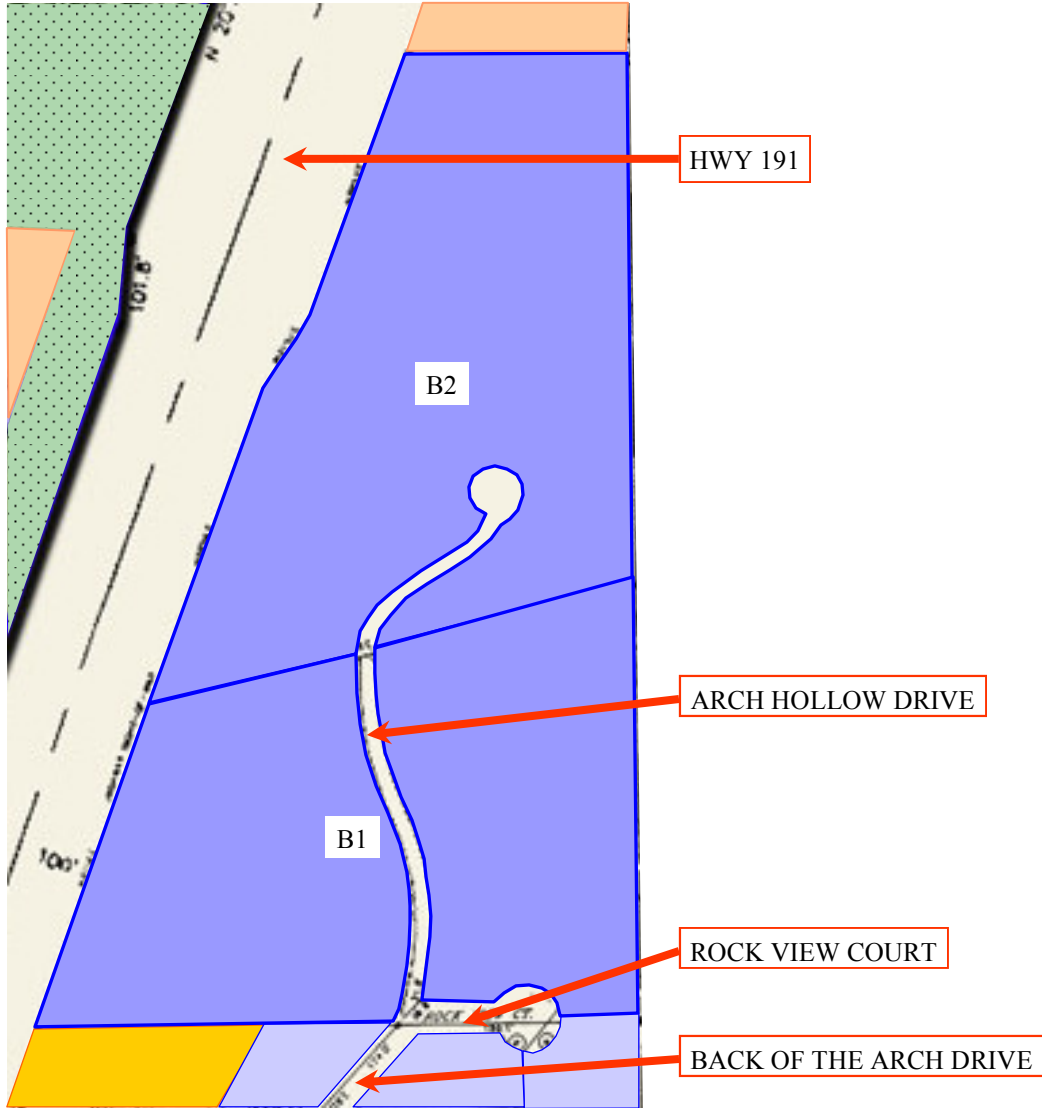 N 20°
HWY 191
101.8'
B2
ARCH HOLLOW DRIVE
B1
100'
ROCK VIEW COURT
ROCK CT.
BACK OF THE ARCH DRIVE